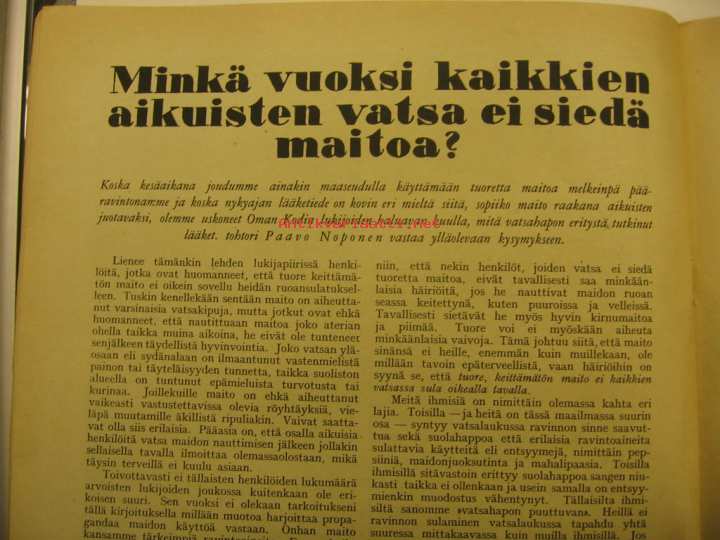 Minkä vuoksi kaikkien
aikuisten vatsa ei siedä
maitoa?
Koska kesäaikana joudumme ainakin maaseudulla käyttämään tuoretta maitoa melkeinpä pää-
ravintonamme ja koska nykyajan lääketiede on kovin eri mieltä siitä, sopiiko maito raakana aikuisten
juotavaksi, olemme uskoneet Oman Kodin lukijoiden haluavan kuulla, mitä vatsahapon eritystä tutkinut
lääket. tohtori Paavo Noponen vastaa ylläolevaan kysymykseen.
Antikvariaatti.net
Lienee tämänkin lehden lukijapiirissä henki-
löitä, jotka ovat huomanneet, että tuore keittämä-
tön maito ei oikein sovellu heidän ruoansulatuksel-
leen. Tuskin kenellekään sentään maito on aiheutta-
nut varsinaisia vatsakipuja, mutta jotkut ovat ehkä
huomanneet, että nautittuaan maitoa joko aterian
ohella taikka muina aikoina, he eivät ole tunteneet
senjälkeen täydellistä hyvinvointia. Joko vatsan ylä-
osaan eli sydänalaan on ilmaantunut vastenmielistä
painon tai täyteläisyyden tunnetta, taikka suoliston
alueella on tuntunut epämieluista turvotusta tai
kurinaa. Joillekuille maito on ehkä aiheuttanut
vaikeasti vastustettavissa olevia röyhtäyksiä, vie-
läpä muutamille äkillistä ripuliakin. Vaivat saatta-
vat olla siis erilaisia. Pääasia on, että osalla aikuisia
henkilöitä vatsa maidon nauttimisen jälkeen jollakin
sellaisella tavalla ilmoittaa olemassaolostaan, mikä
täysin terveillä ei kuulu asiaan.
Toivottavasti ei tällaisten henkilöiden lukumäärä
arvoisten lukijoiden joukossa kuitenkaan ole eri-
koisen suuri. Sen vuoksi ei olekaan tarkoitukseni
tällä kirjoituksella millään muotoa harjoittaa propa-
gandaa maidon käyttöä vastaan. Onhan maito
kansamme tärkeimpiä
niin, että nekin henkilöt, joiden vatsa ei siedä
tuoretta maitoa, eivät tavallisesti saa minkään-
laisia häiriöitä, jos he nauttivat maidon ruoan
seassa keitettynä, kuten puuroissa ja velleissä.
Tavallisesti sietävät he myös hyvin kirnumaitoa
ja piimää. Tuore voi ei myöskään aiheuta
minkäänlaisia vaivoja. Tämä johtuu siitä, että maito
sinänsä ei heille, enemmän kuin muillekaan, ole
millään tavoin epäterveellistä, vaan häiriöihin on
syynä se, että tuore, keittämätön maito ei kaikkien
vatsassa sula oikealla tavalla.
Meitä ihmisiä on nimittäin olemassa kahta eri
lajia. Toisilla — ja heitä on tässä maailmassa suurin
osa — syntyy vatsalaukussa ravinnon sinne saavut-
tua sekä suolahappoa että erilaisia ravintoaineita
sulattavia käytteitä eli entsyymejä, nimittäin pep-
siiniä, maidonjuoksutinta ja mahalipaasia. Toisilla
ihmisillä sitävastoin erittyy suolahappoa sangen niu-
kasti taikka ei ollenkaan ja usein samalla on entsyy-
mienkin muodostus vähentynyt. Tällaisilta ihmi-
siltä sanomme »vatsahapon puuttuvan». Heillä ei
ravinnon sulaminen vatsalaukussa tapahdu yhtä
suuressa mittakaavassa kuin muilla ihmisillä. Jos